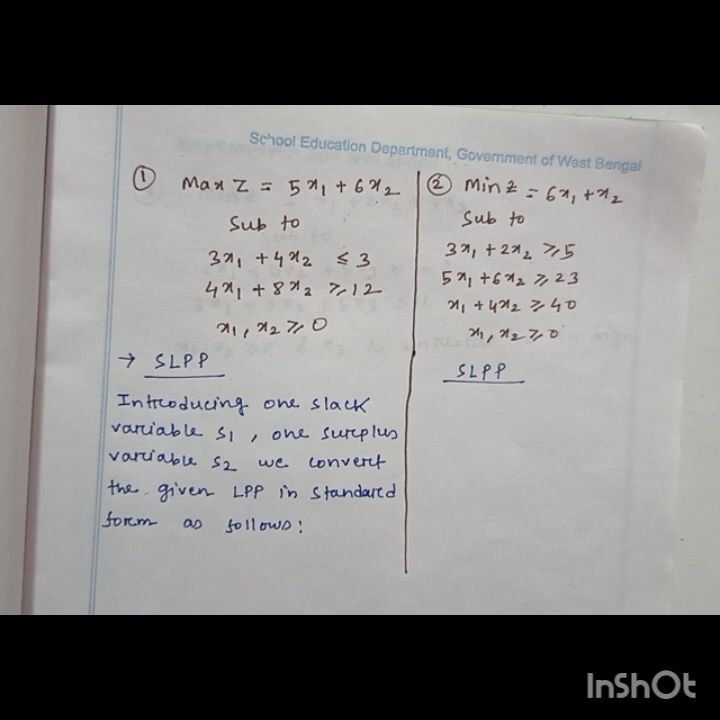 School Education Department, Government of West Bengal
① Max Z = 5x₁ + 6x₂
Sub to
3x₁ + 4x₂ ≤ 3
4x₁ + 8x₂ ≥ 12
x₁, x₂ ≥ 0
→ SLPP
Introducing one slack
variable s₁, one surplus
variable s₂ we convert
the given LPP in standard
form as follows:
② Min z = 6x₁ + x₂
Sub to
3x₁ + 2x₂ ≥ 5
5x₁ + 6x₂ ≥ 23
x₁ + 4x₂ ≥ 40
x₁, x₂ ≥ 0
SLPP
InShOt